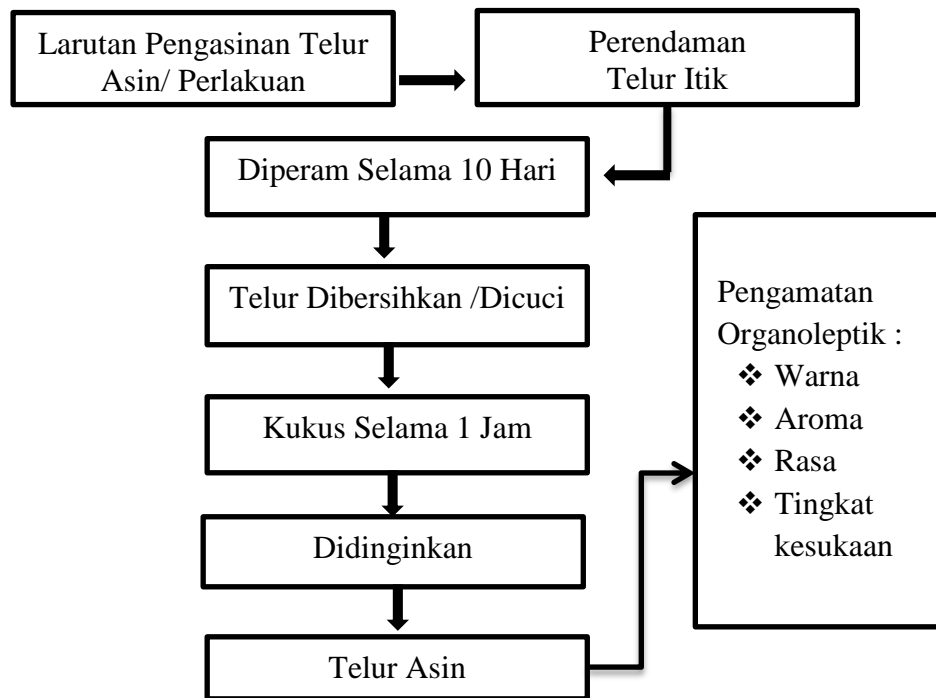 Larutan Pengasinan Telur
Asin/ Perlakuan
Perendaman
Telur Itik
Diperam Selama 10 Hari
Telur Dibersihkan /Dicuci
Kukus Selama 1 Jam
Didinginkan
Telur Asin
Pengamatan
Organoleptik :
❖ Warna
❖ Aroma
❖ Rasa
❖ Tingkat
kesukaan